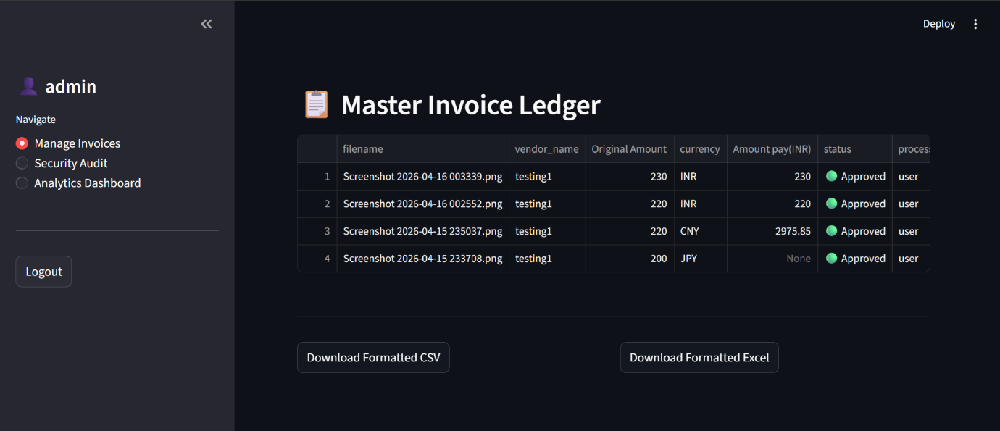 Deploy
admin
Navigate
Manage Invoices
Security Audit
Analytics Dashboard
Logout
Master Invoice Ledger
filename vendor_name Original Amount currency Amount pay(INR) status proces
1 Screenshot 2026-04-16 003339.png testing1 230 INR 230 Approved user
2 Screenshot 2026-04-16 002552.png testing1 220 INR 220 Approved user
3 Screenshot 2026-04-15 235037.png testing1 220 CNY 2975.85 Approved user
4 Screenshot 2026-04-15 233708.png testing1 200 JPY None Approved user
Download Formatted CSV Download Formatted Excel